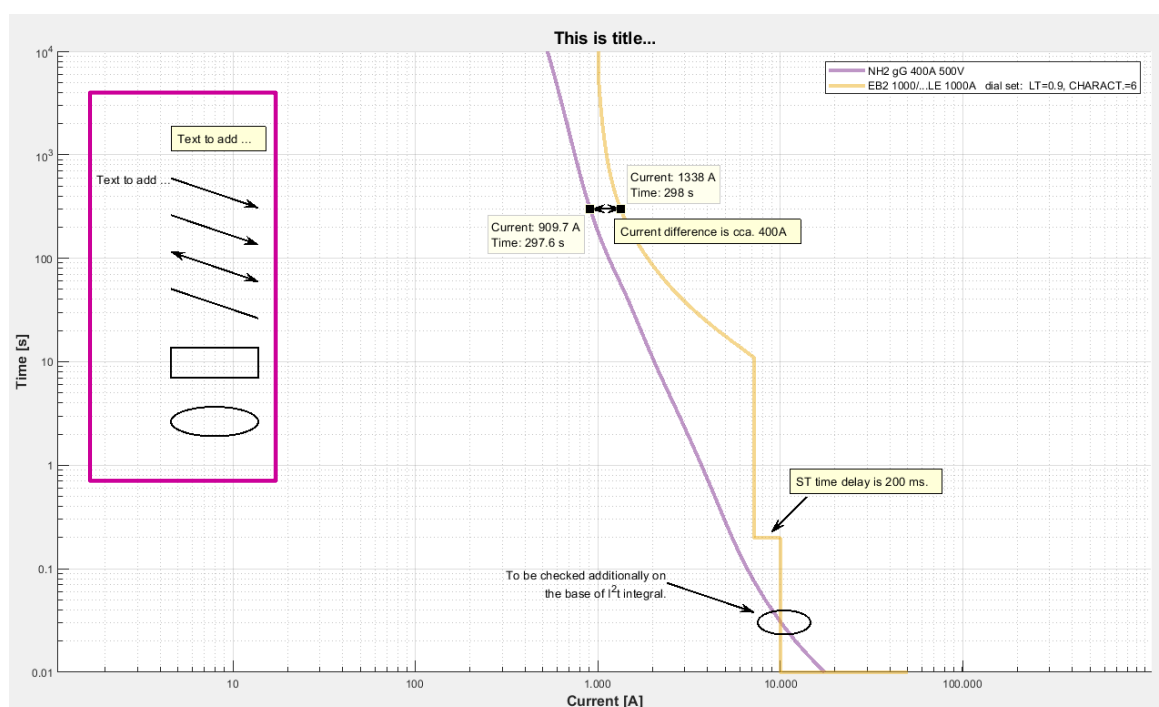 This is title...
NH2 gG 400A 500V
EB2 1000/...LE 1000A   dial set:  LT=0.9, CHARACT.=6
Text to add ...
Text to add ...
Current: 1338 A
Time: 298 s
Current: 909.7 A
Time: 297.6 s
Current difference is cca. 400A
ST time delay is 200 ms.
To be checked additionally on
the base of I²t integral.
Time [s]
10⁴
10³
100
10
1
0.1
0.01
10
100
1.000
10.000
100.000
Current [A]